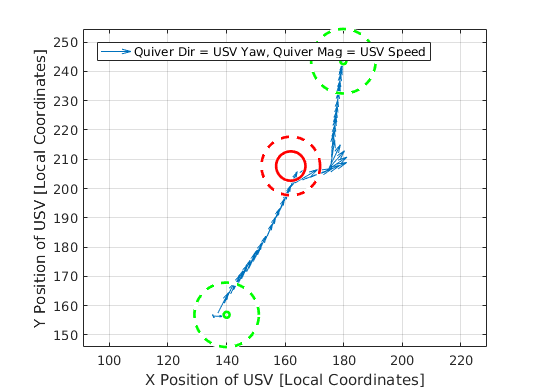 Quiver Dir = USV Yaw, Quiver Mag = USV Speed
250
240
230
220
210
200
190
180
170
160
150
Y Position of USV [Local Coordinates]
100 120 140 160 180 200 220
X Position of USV [Local Coordinates]